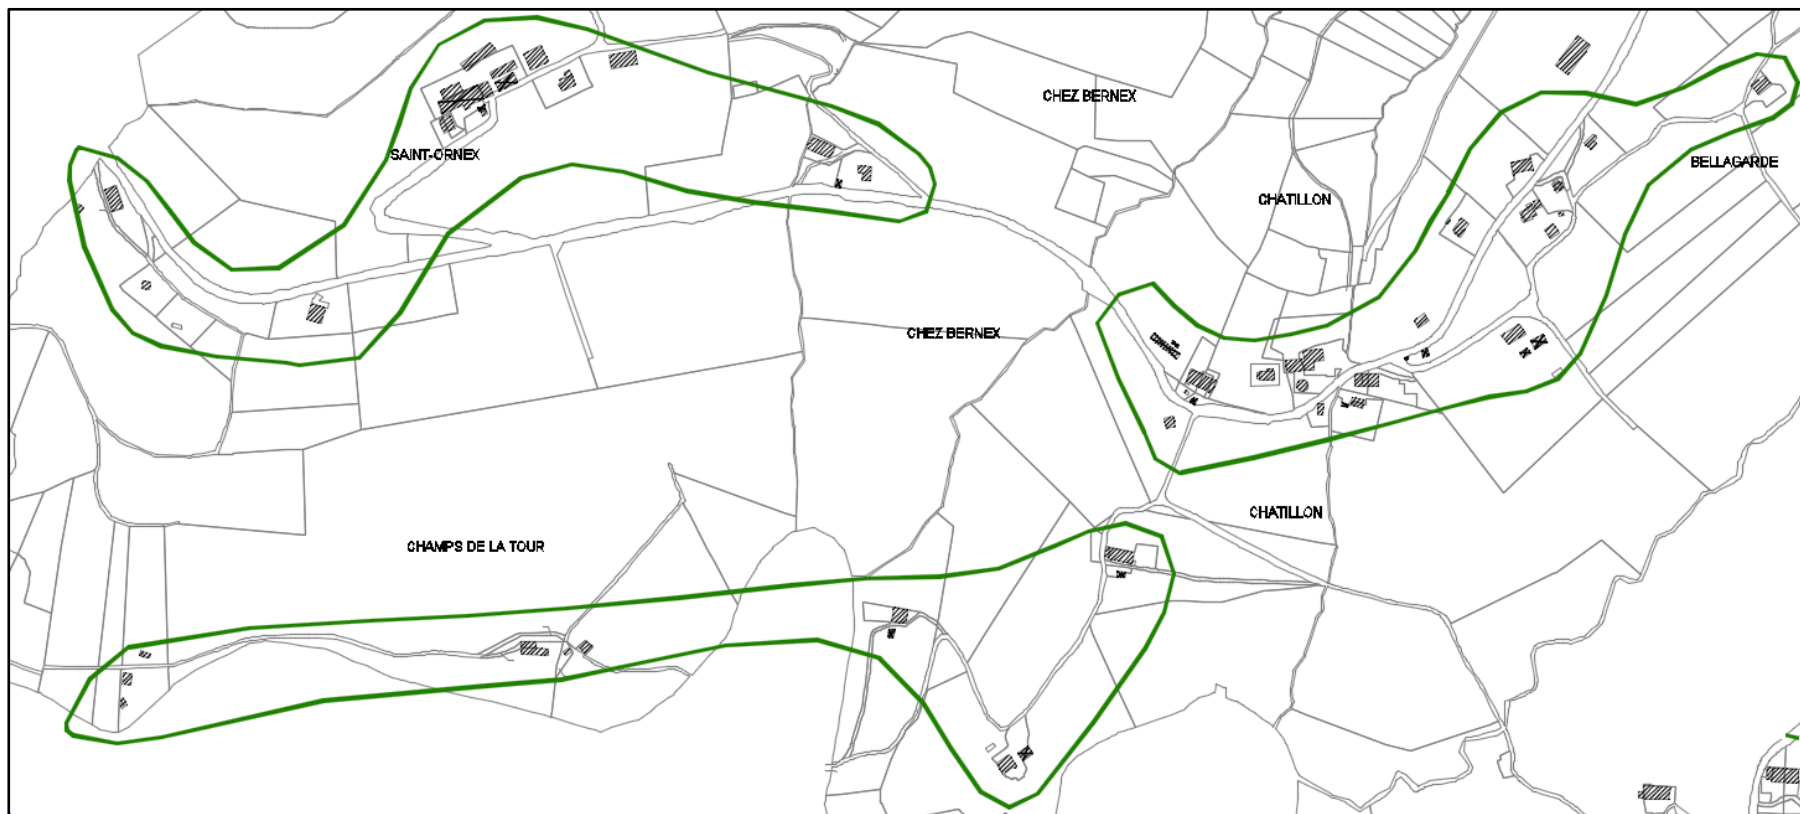 CHEZ BERNEX
SAINT-ORNEX
BELLAGARDE
CHATILLON
CHEZ BERNEX
CHATILLON
CHAMPS DE LA TOUR